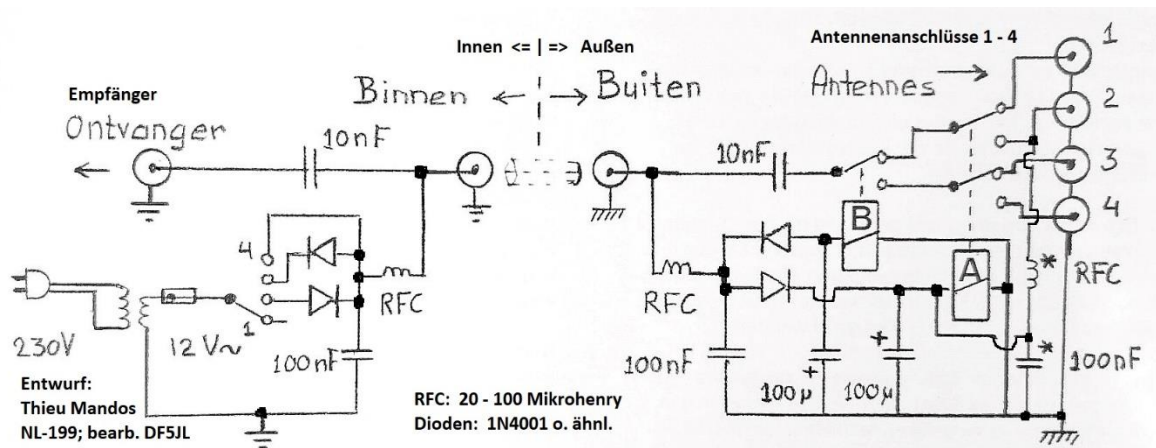 Innen <= | => Außen
Antennenanschlüsse 1 - 4
1
Empfänger
Binnen ← → Buiten
Antennes
2
Ontvanger
10nF
10nF
3
B
4
4
A
*
RFC
RFC
RFC
1
*
230V
12 V~
100nF
100nF
+
100µ
+
100µ
100nF
Entwurf:
Thieu Mandos
NL-199; bearb. DF5JL
RFC: 20 - 100 Mikrohenry
Dioden: 1N4001 o. ähnl.